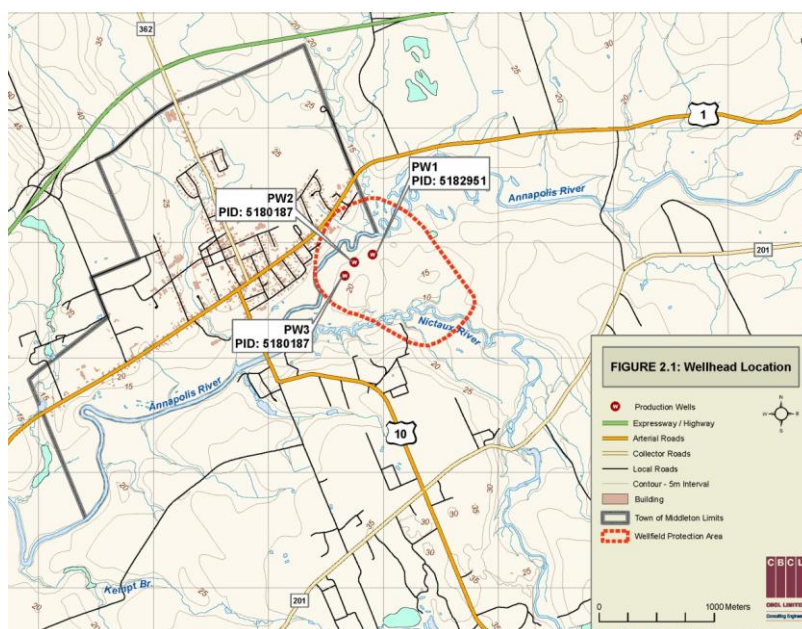 362
1
PW1
PID: 5182951
PW2
PID: 5180187
Annapolis River
201
PW3
PID: 5180187
Nictaux River
Annapolis River
10
Kempt Br.
201
FIGURE 2.1: Wellhead Location
W Production Wells
Expressway / Highway
Arterial Roads
Collector Roads
Local Roads
Contour - 5m Interval
Building
Town of Middleton Limits
Wellfield Protection Area
N
W E
S
CBCL
CBCL LIMITED
Consulting Engineers
0 1000 Meters